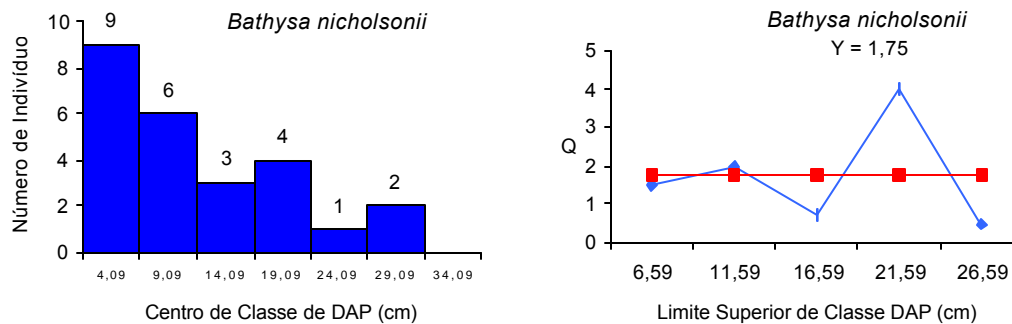 Bathysa nicholsonii
Número de Indivíduo
10
8
6
4
2
0
9
6
3
4
1
2
4,09 9,09 14,09 19,09 24,09 29,09 34,09
Centro de Classe de DAP (cm)
Bathysa nicholsonii
Y = 1,75
Q
5
4
3
2
1
0
6,59 11,59 16,59 21,59 26,59
Limite Superior de Classe DAP (cm)